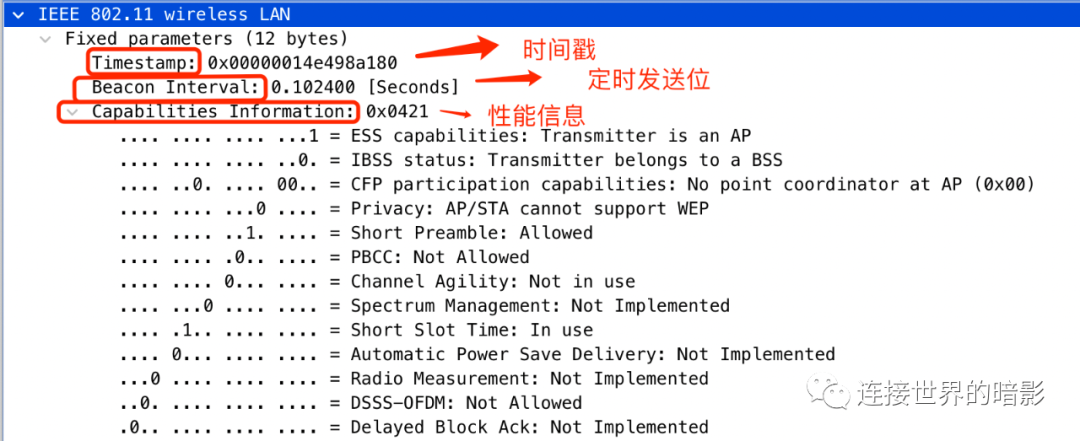 IEEE 802.11 wireless LAN
Fixed parameters (12 bytes)
Timestamp: 0x00000014e498a180 时间戳
Beacon Interval: 0.102400 [Seconds] 定时发送位
Capabilities Information: 0x0421 性能信息
.... .... .... ...1 = ESS capabilities: Transmitter is an AP
.... .... .... ..0. = IBSS status: Transmitter belongs to a BSS
.... ..0. .... 00.. = CFP participation capabilities: No point coordinator at AP (0x00)
.... .... ...0 .... = Privacy: AP/STA cannot support WEP
.... .... ..1. .... = Short Preamble: Allowed
.... .... .0.. .... = PBCC: Not Allowed
.... .... 0... .... = Channel Agility: Not in use
.... ...0 .... .... = Spectrum Management: Not Implemented
.... .1.. .... .... = Short Slot Time: In use
.... 0... .... .... = Automatic Power Save Delivery: Not Implemented
...0 .... .... .... = Radio Measurement: Not Implemented
..0. .... .... .... = DSSS-OFDM: Not Allowed
.0.. .... .... .... = Delayed Block Ack: Not Implemented
连接世界的暗影